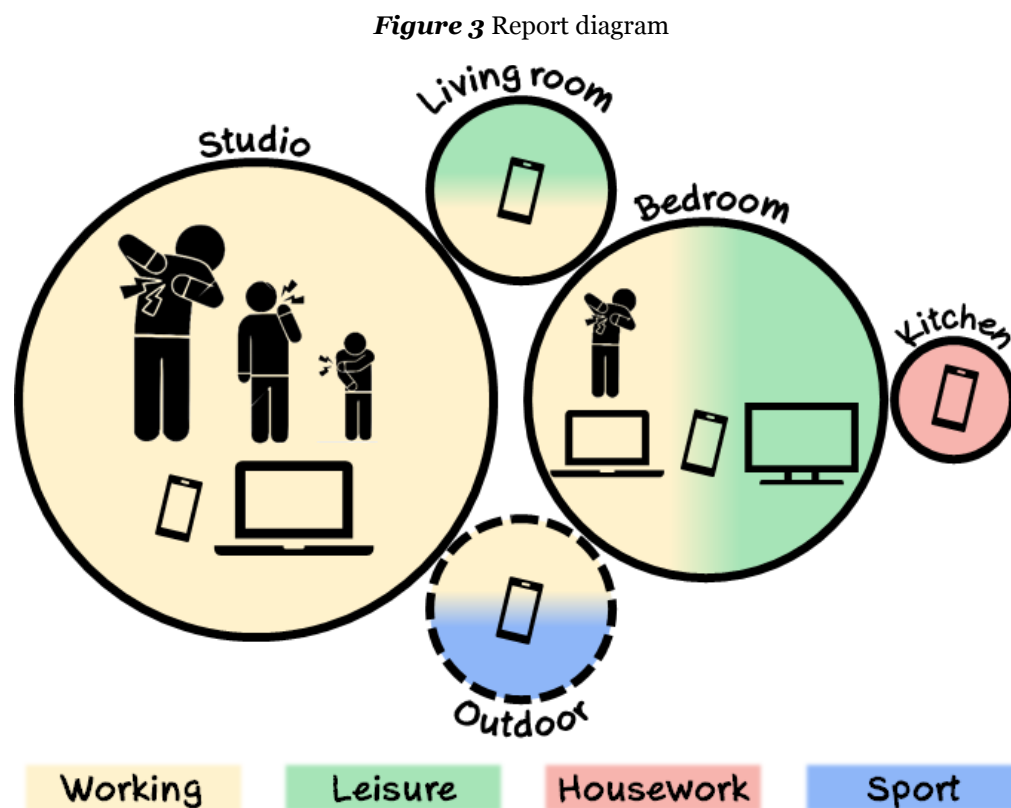 Figure 3 Report diagram
Living room
Studio
Bedroom
Kitchen
Outdoor
Working
Leisure
Housework
Sport